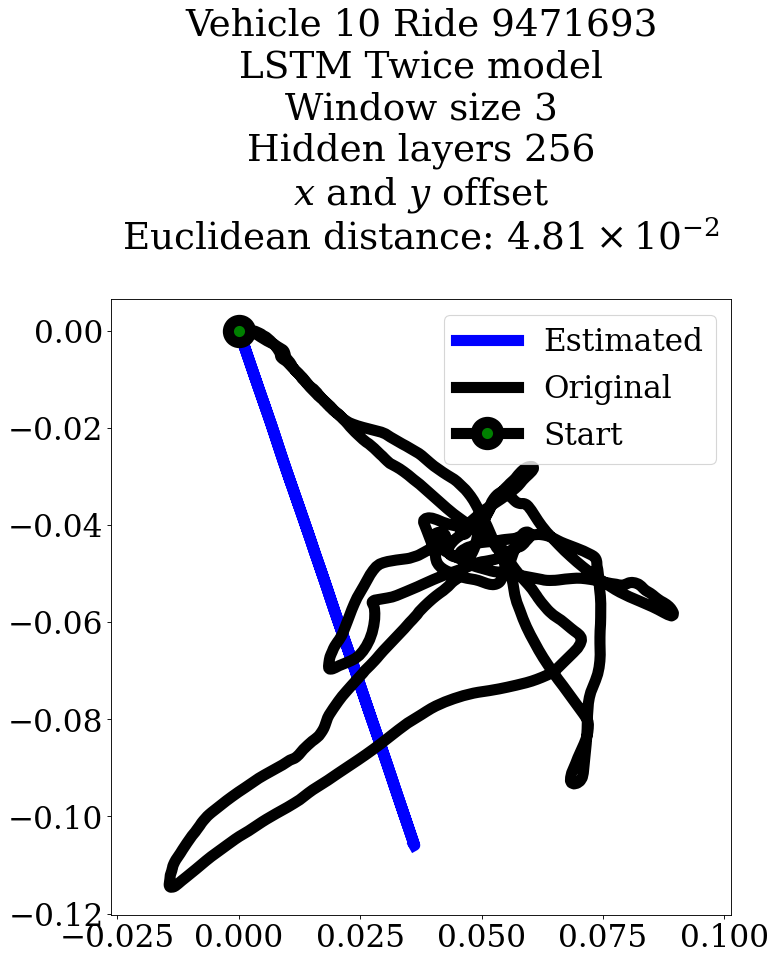 Vehicle 10 Ride 9471693
LSTM Twice model
Window size 3
Hidden layers 256
x and y offset
Euclidean distance: 4.81 × 10⁻²
Estimated
Original
Start
0.00
−0.02
−0.04
−0.06
−0.08
−0.10
−0.12
−0.025 0.000 0.025 0.050 0.075 0.100